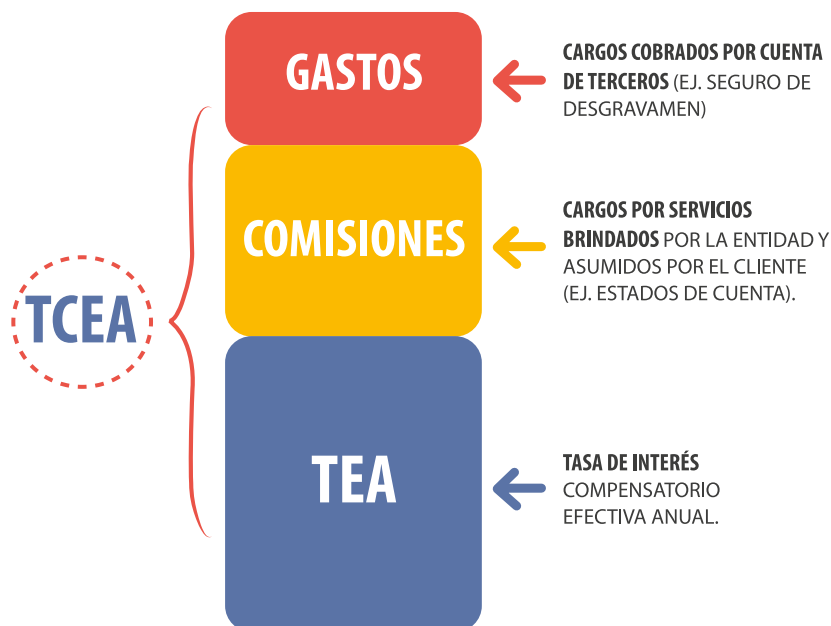 GASTOS
CARGOS COBRADOS POR CUENTA
DE TERCEROS (EJ. SEGURO DE
DESGRAVAMEN)
COMISIONES
CARGOS POR SERVICIOS
BRINDADOS POR LA ENTIDAD Y
ASUMIDOS POR EL CLIENTE
(EJ. ESTADOS DE CUENTA).
TCEA
TEA
TASA DE INTERÉS
COMPENSATORIO
EFECTIVA ANUAL.